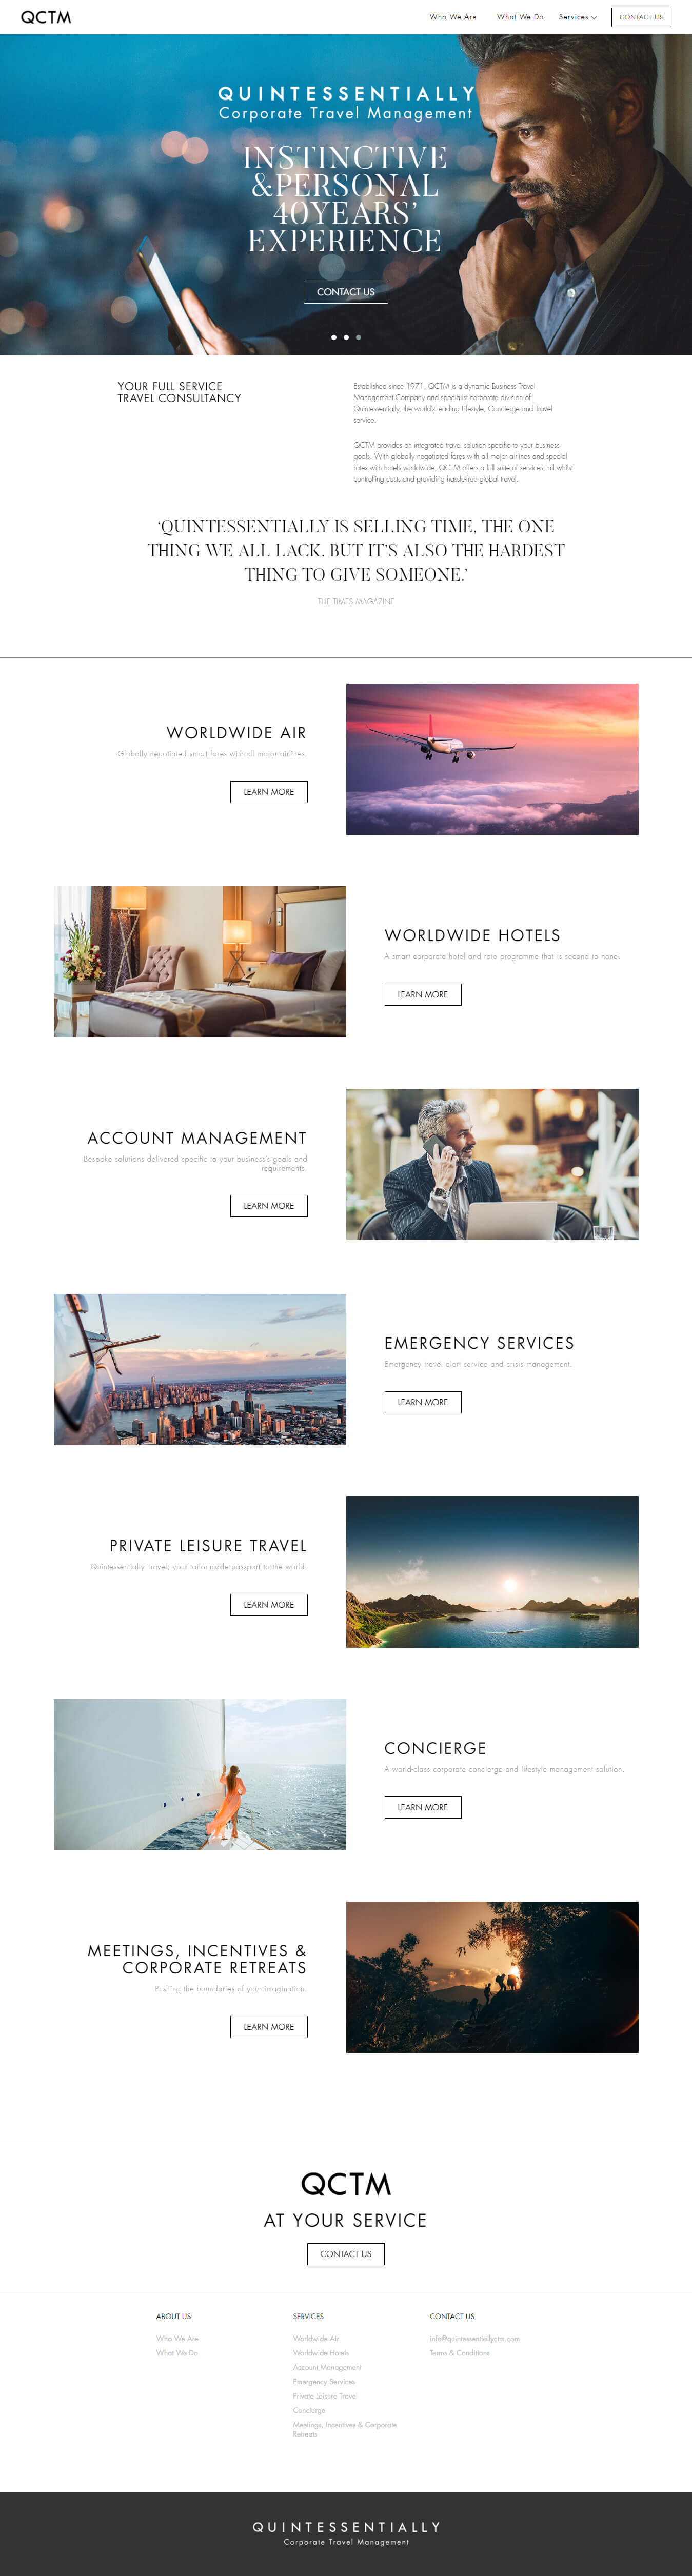 QCTM
Who We Are
What We Do
Services
CONTACT US
QUINTESSENTIALLY
Corporate Travel Management
INSTINCTIVE
&PERSONAL
40YEARS'
EXPERIENCE
CONTACT US
YOUR FULL SERVICE
TRAVEL CONSULTANCY
Established since 1971, QCTM is a dynamic Business Travel
Management Company and specialist corporate division of
Quintessentially, the world's leading Lifestyle, Concierge and Travel
service.
QCTM provides an integrated travel solution specific to your business
goals. With globally negotiated fares with all major airlines and special
rates with hotels worldwide, QCTM offers a full suite of services, all whilst
controlling costs and providing hassle-free global travel.
‘QUINTESSENTIALLY IS SELLING TIME, THE ONE
THING WE ALL LACK. BUT IT’S ALSO THE HARDEST
THING TO GIVE SOMEONE.’
THE TIMES MAGAZINE
WORLDWIDE AIR
Globally negotiated smart fares with all major airlines.
LEARN MORE
WORLDWIDE HOTELS
A smart corporate hotel and rate programme that is second to none.
LEARN MORE
ACCOUNT MANAGEMENT
Bespoke solutions delivered specific to your business's goals and
requirements.
LEARN MORE
EMERGENCY SERVICES
Emergency travel alert service and crisis management.
LEARN MORE
PRIVATE LEISURE TRAVEL
Quintessentially Travel; your tailor-made passport to the world.
LEARN MORE
CONCIERGE
A world-class corporate concierge and lifestyle management solution.
LEARN MORE
MEETINGS, INCENTIVES &
CORPORATE RETREATS
Pushing the boundaries of your imagination.
LEARN MORE
QCTM
AT YOUR SERVICE
CONTACT US
ABOUT US
Who We Are
What We Do
SERVICES
Worldwide Air
Worldwide Hotels
Account Management
Emergency Services
Private Leisure Travel
Concierge
Meetings, Incentives & Corporate
Retreats
CONTACT US
info@quintessentiallyctm.com
Terms & Conditions
QUINTESSENTIALLY
Corporate Travel Management